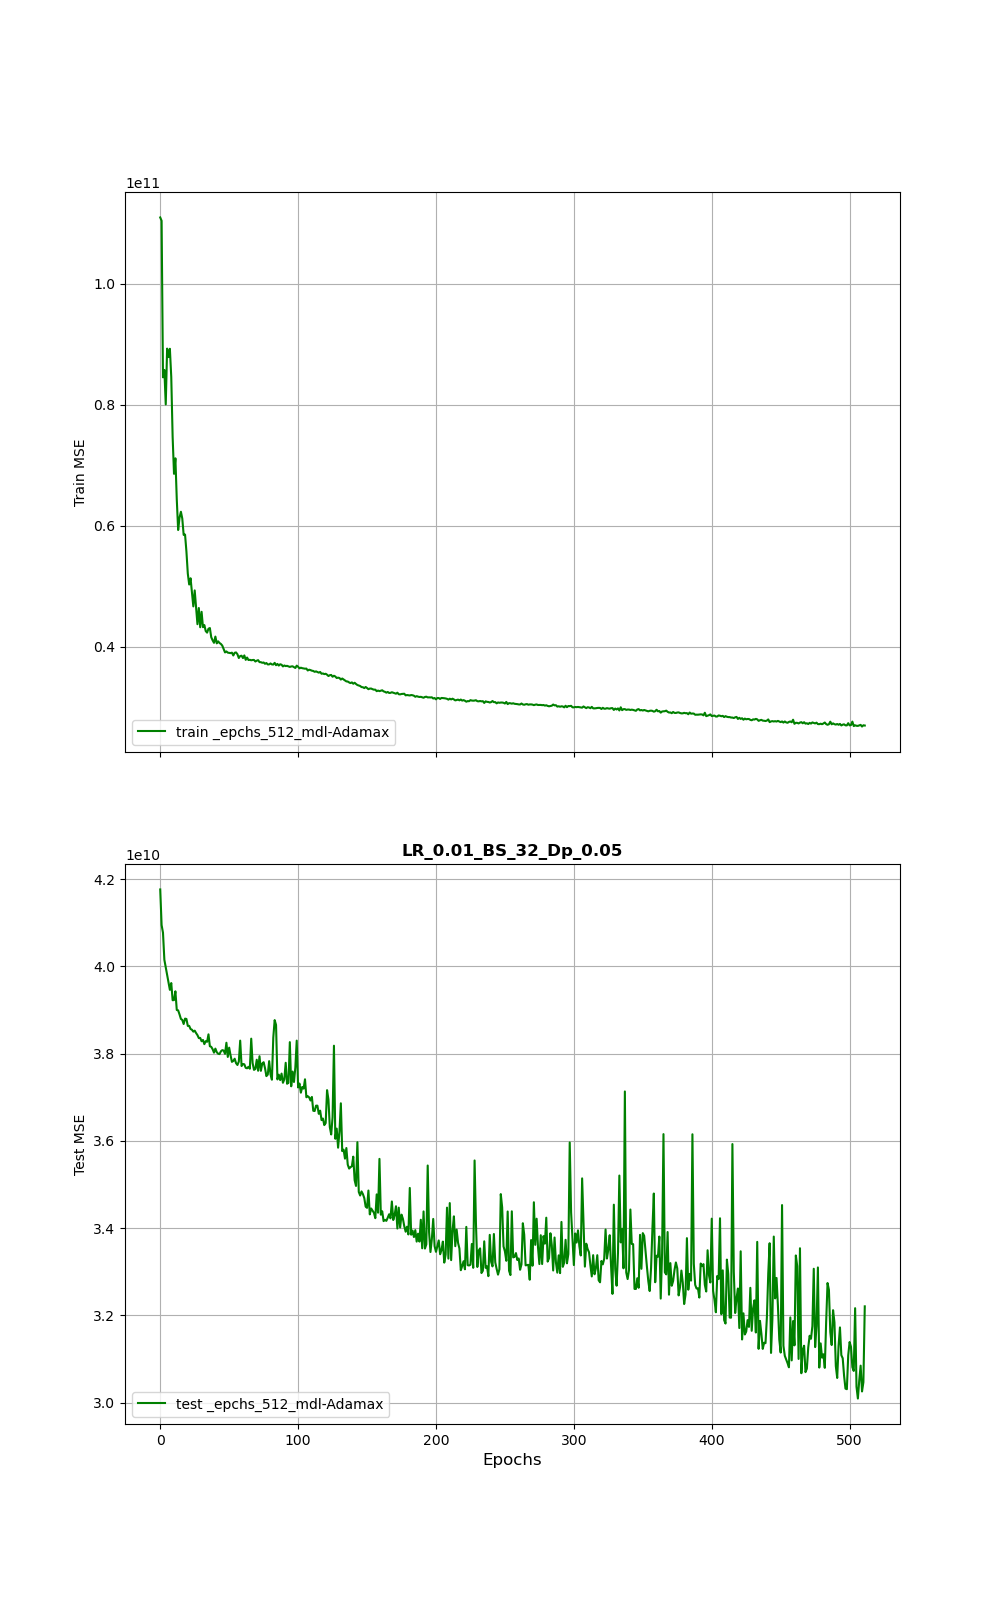 1e11
1.0
0.8
0.6
0.4
Train MSE
train _epchs_512_mdl-Adamax
LR_0.01_BS_32_Dp_0.05
1e10
4.2
4.0
3.8
3.6
3.4
3.2
3.0
Test MSE
test _epchs_512_mdl-Adamax
0 100 200 300 400 500
Epochs